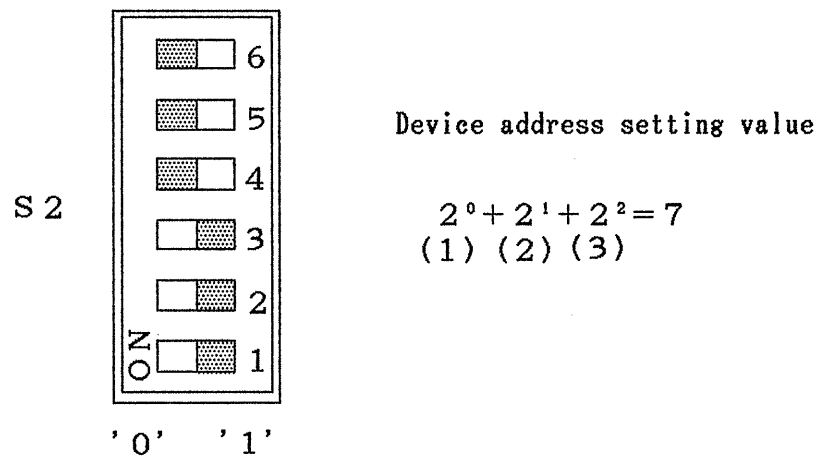 6
5
Device address setting value
4
S2
2⁰+2¹+2²=7
3
(1) (2) (3)
2
ON
1
'0' '1'